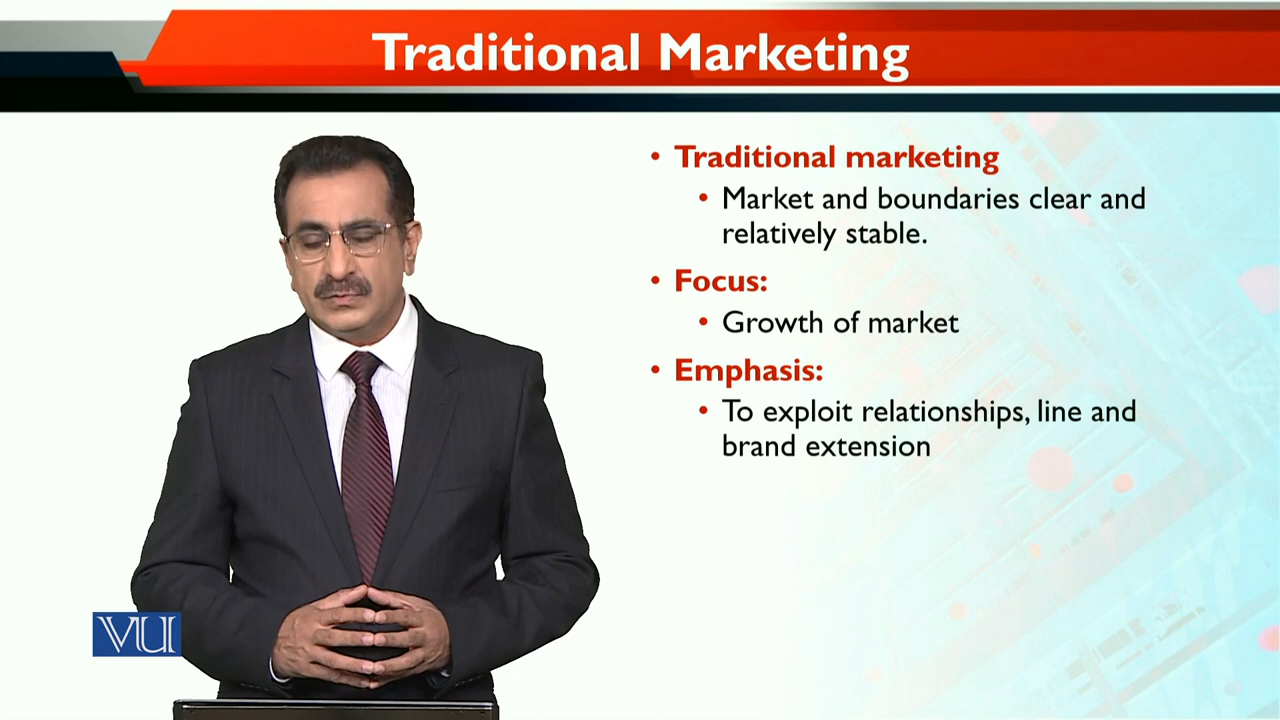 Traditional Marketing
• Traditional marketing
• Market and boundaries clear and
relatively stable.
• Focus:
• Growth of market
• Emphasis:
• To exploit relationships, line and
brand extension
VU